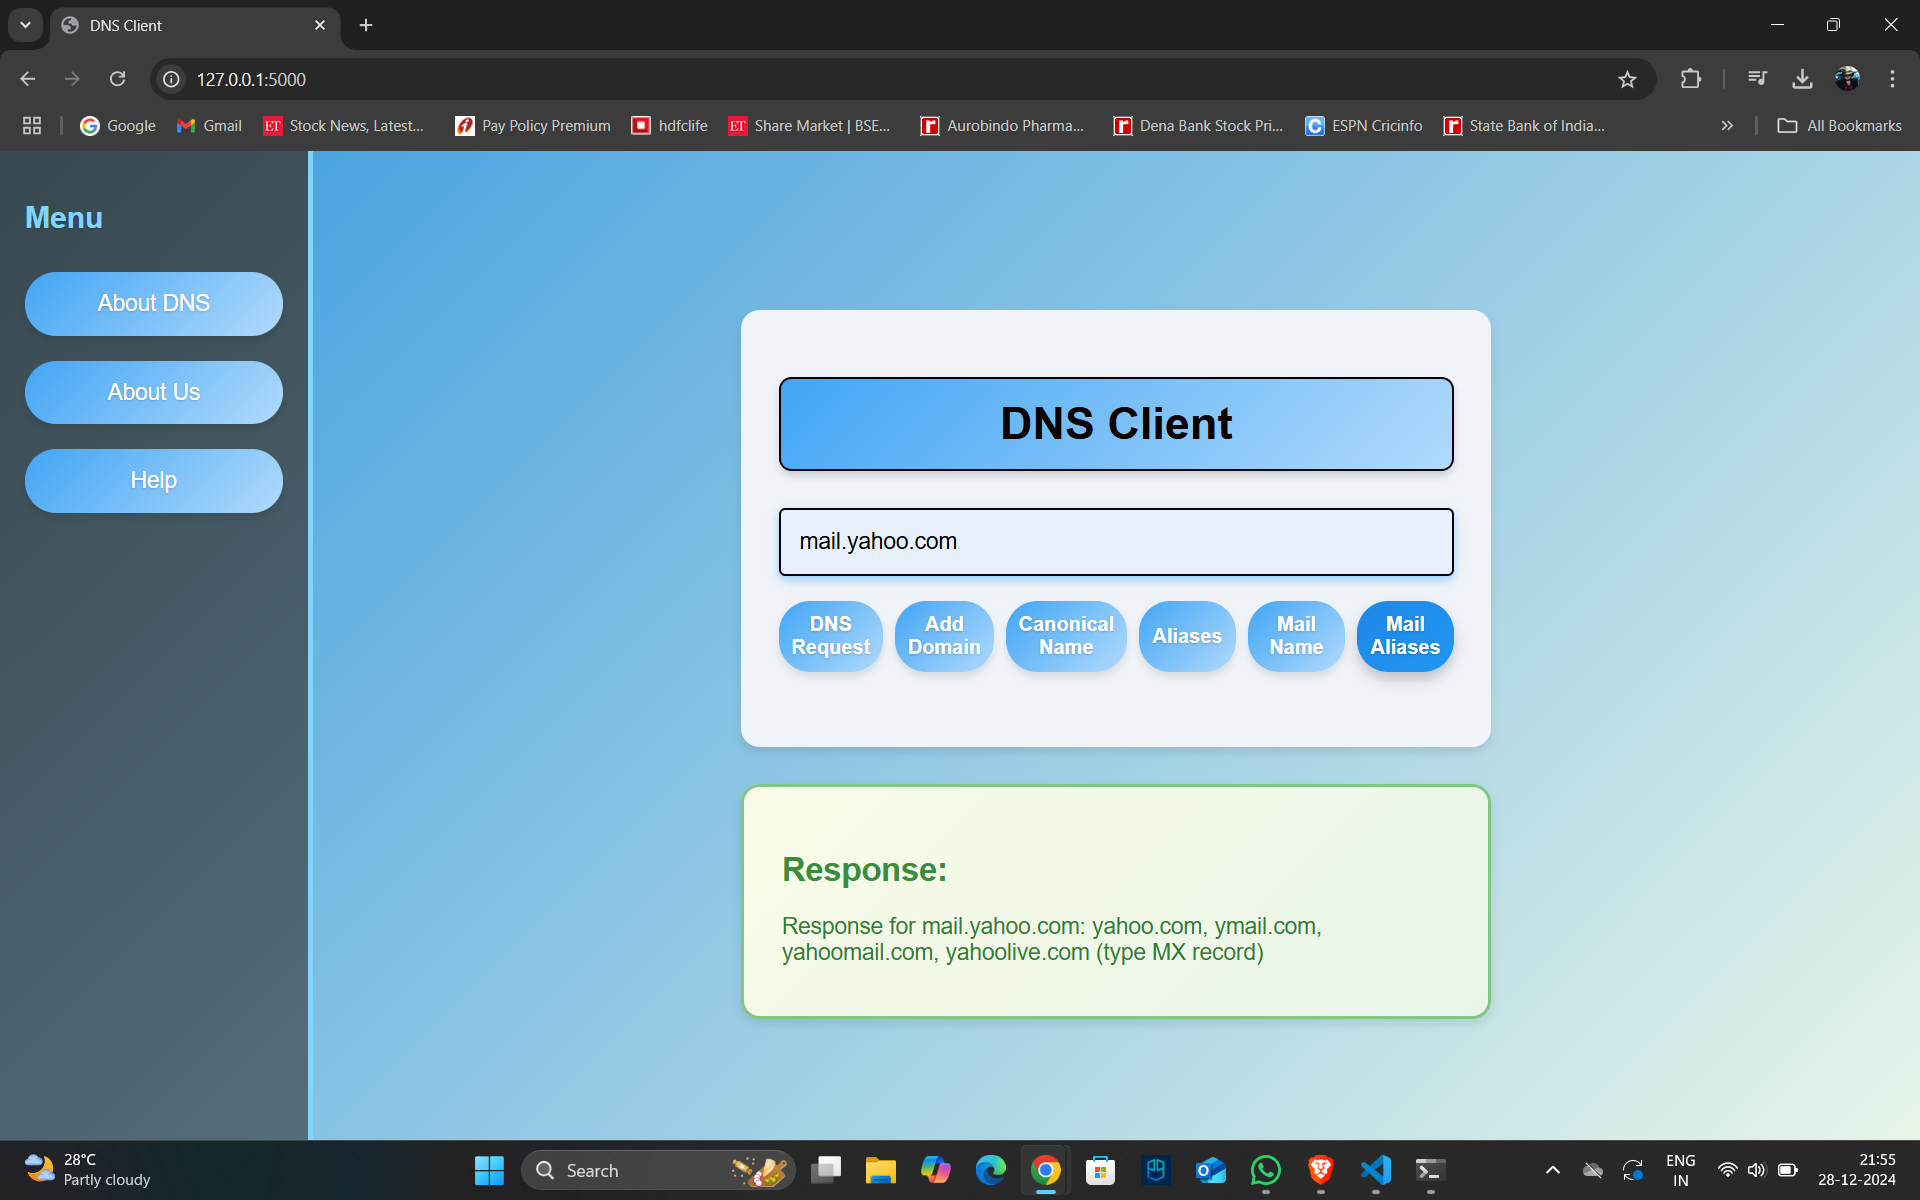 DNS Client
127.0.0.1:5000
Google
Gmail
Stock News, Latest...
Pay Policy Premium
hdfclife
Share Market | BSE...
Aurobindo Pharma...
Dena Bank Stock Pri...
ESPN Cricinfo
State Bank of India...
All Bookmarks
Menu
About DNS
About Us
Help
DNS Client
mail.yahoo.com
DNS
Request
Add
Domain
Canonical
Name
Aliases
Mail
Name
Mail
Aliases
Response:
Response for mail.yahoo.com: yahoo.com, ymail.com,
yahoomail.com, yahoolive.com (type MX record)
28°C
Partly cloudy
Search
ENG
IN
21:55
28-12-2024